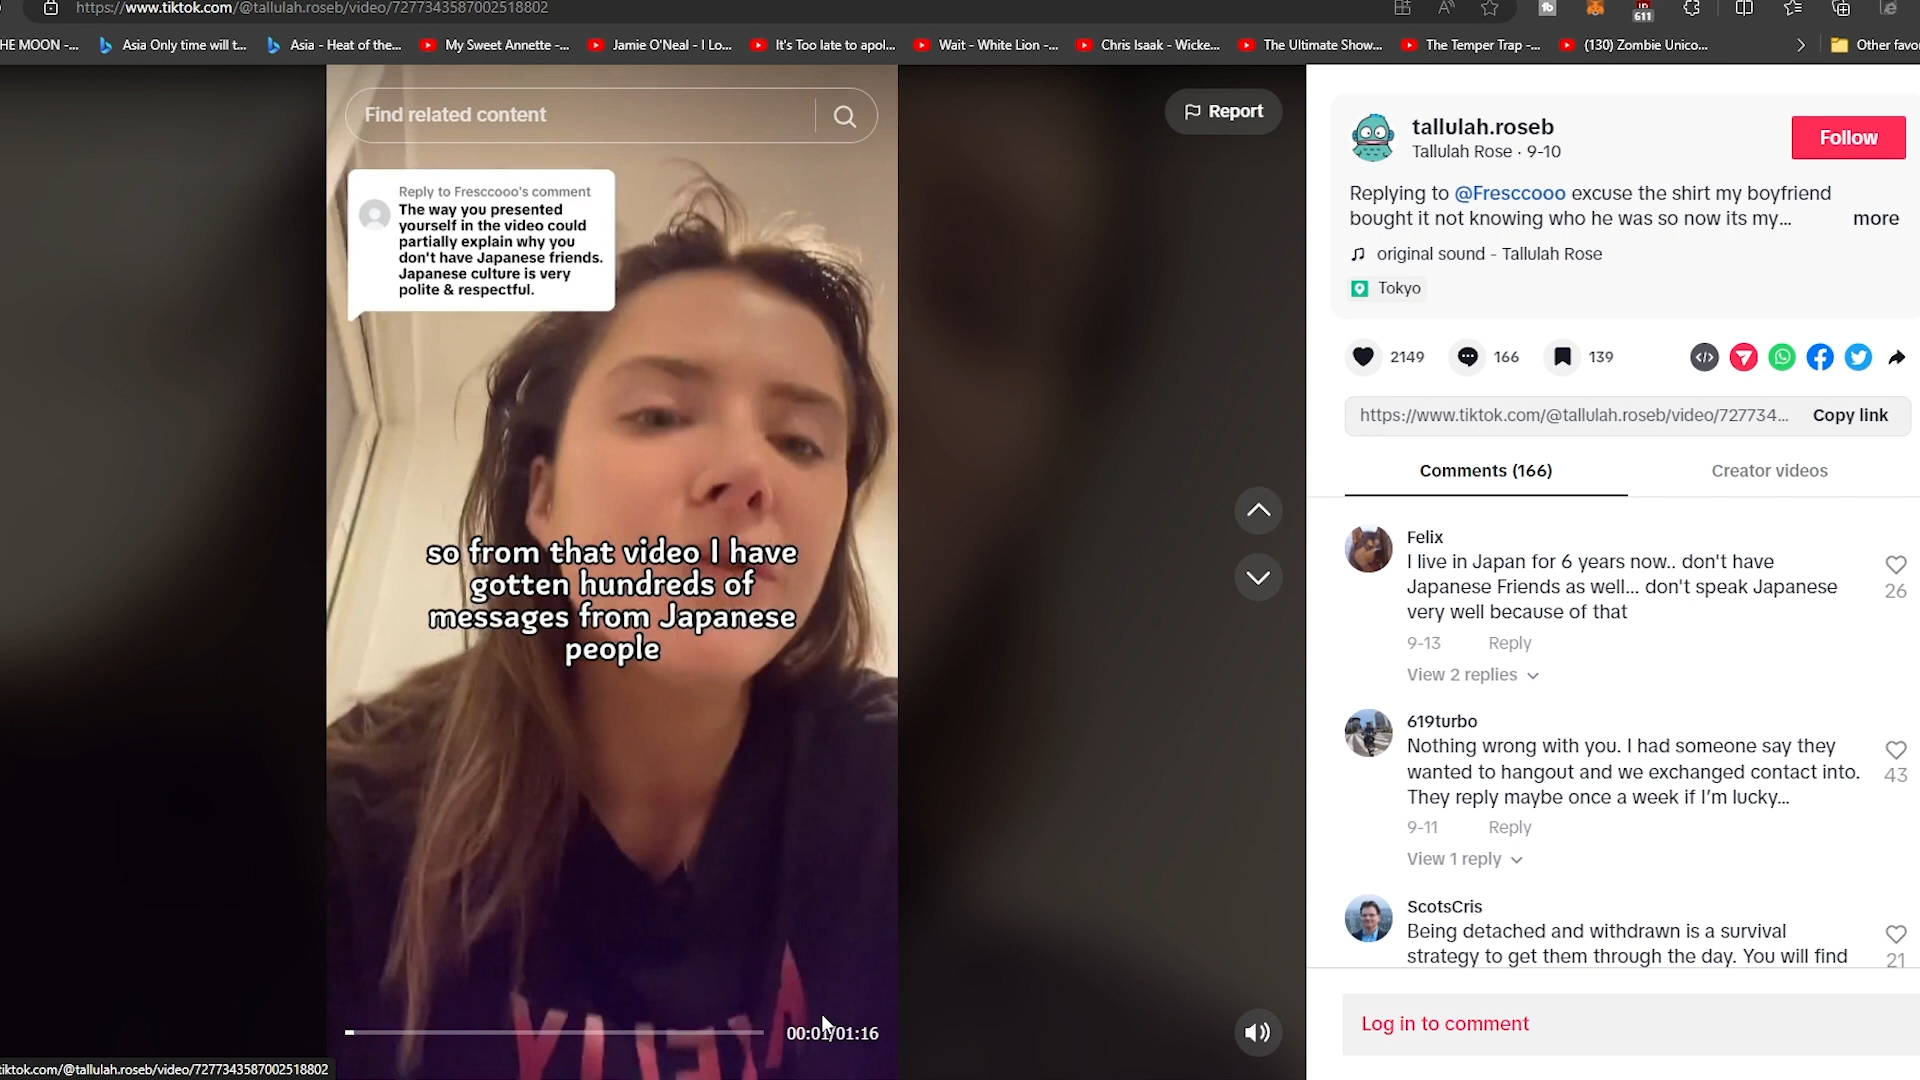 https://www.tiktok.com/@tallulah.roseb/video/7277343587002518802
611
HE MOON -...
Asia Only time will t...
Asia - Heat of the...
My Sweet Annette -...
Jamie O'Neal - I Lo...
It's Too late to apol...
Wait - White Lion -...
Chris Isaak - Wicke...
The Ultimate Show...
The Temper Trap -...
(130) Zombie Unico...
Other favo
Find related content
Report
Reply to Fresccooo's comment
The way you presented
yourself in the video could
partially explain why you
don't have Japanese friends.
Japanese culture is very
polite & respectful.
so from that video I have
gotten hundreds of
messages from Japanese
people
00:01/01:16
tiktok.com/@tallulah.roseb/video/7277343587002518802
tallulah.roseb
Tallulah Rose · 9-10
Follow
Replying to @Fresccooo excuse the shirt my boyfriend
bought it not knowing who he was so now its my...
more
original sound - Tallulah Rose
Tokyo
2149
166
139
https://www.tiktok.com/@tallulah.roseb/video/727734...
Copy link
Comments (166)
Creator videos
Felix
I live in Japan for 6 years now.. don't have
Japanese Friends as well... don't speak Japanese
very well because of that
26
9-13
Reply
View 2 replies
619turbo
Nothing wrong with you. I had someone say they
wanted to hangout and we exchanged contact into.
They reply maybe once a week if I'm lucky...
43
9-11
Reply
View 1 reply
ScotsCris
Being detached and withdrawn is a survival
strategy to get them through the day. You will find
21
Log in to comment